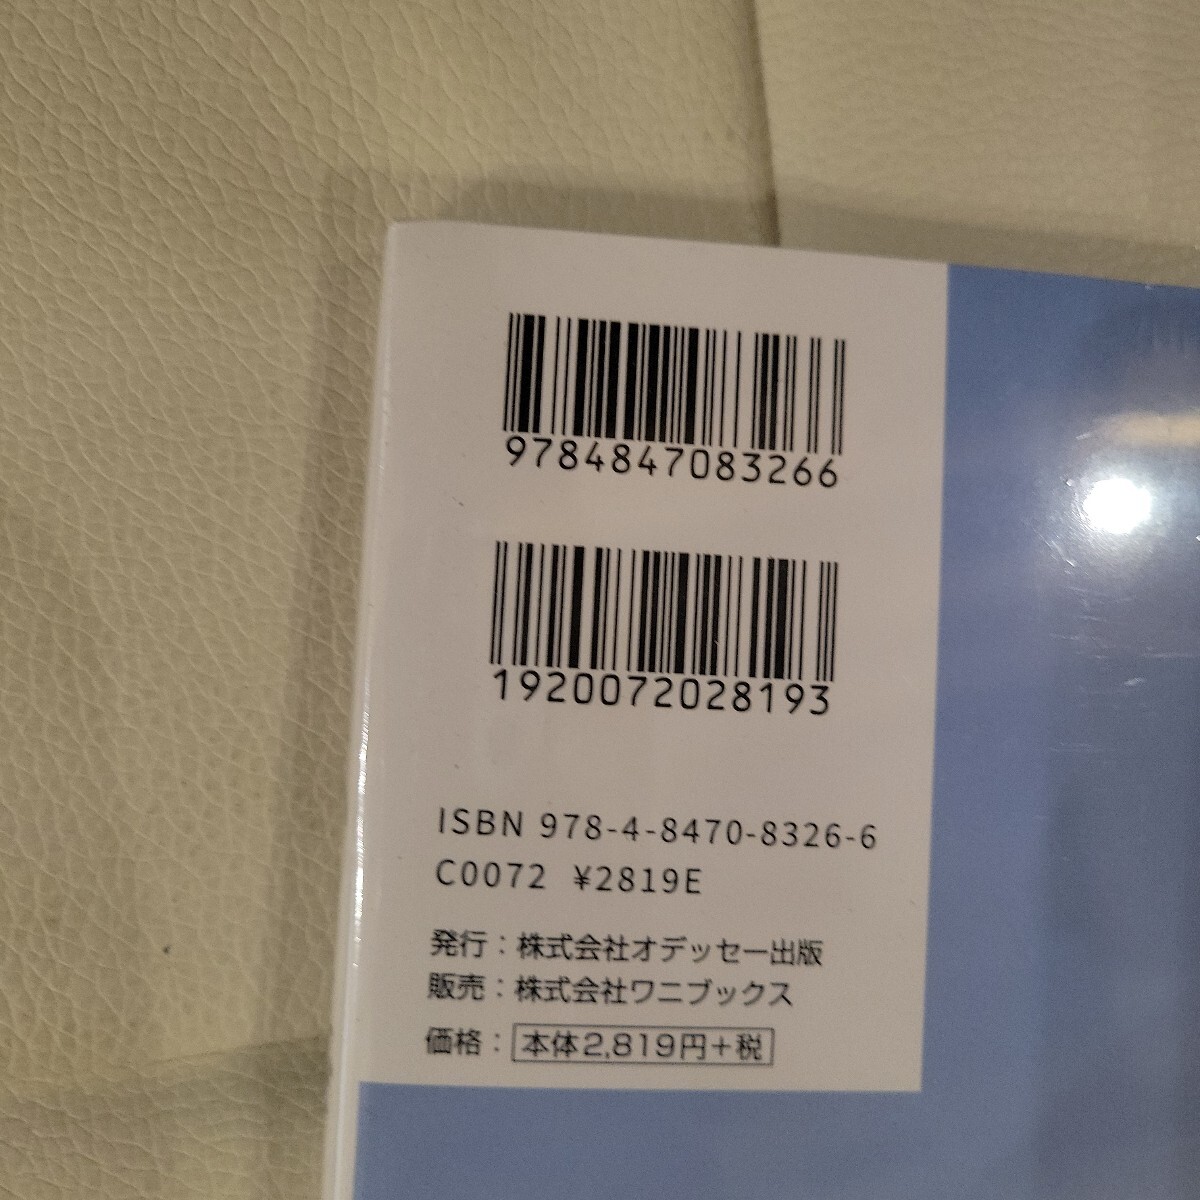 9784847083266
1920072028193
ISBN 978-4-8470-8326-6
C0072 ¥2819E
発行：株式会社オデッセー出版
販売：株式会社ワニブックス
価格：本体2,819円+税